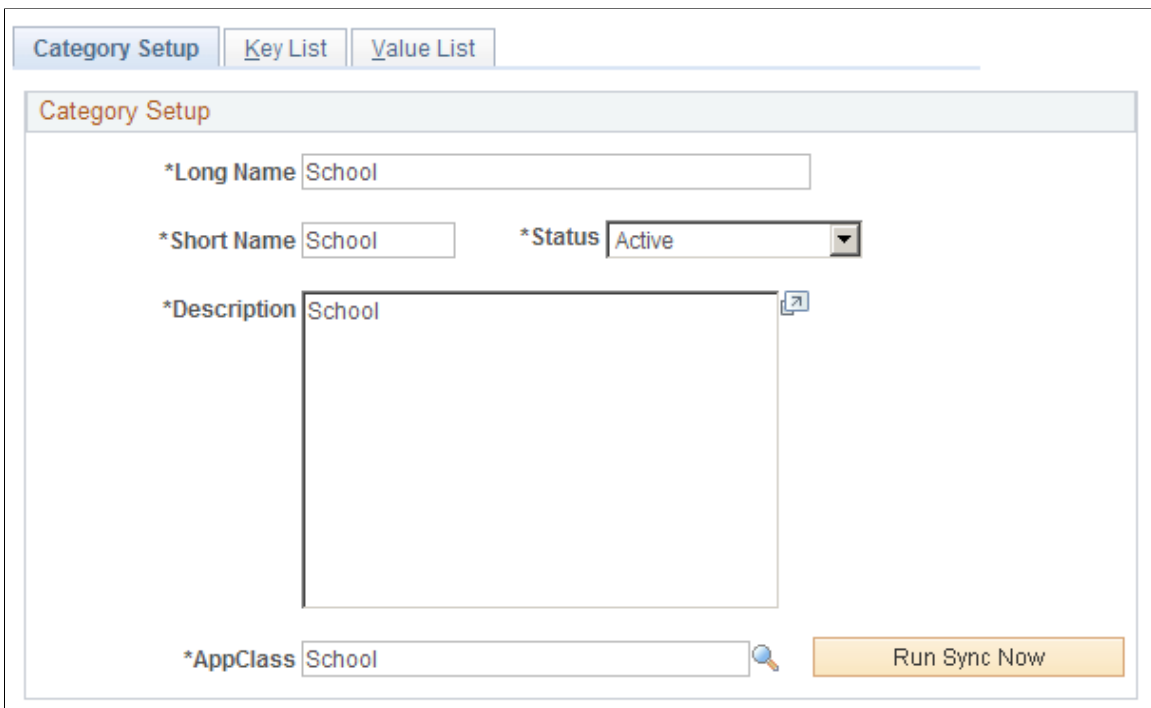 Category Setup Key List Value List
Category Setup
*Long Name School
*Short Name School *Status Active
*Description School
*AppClass School Run Sync Now